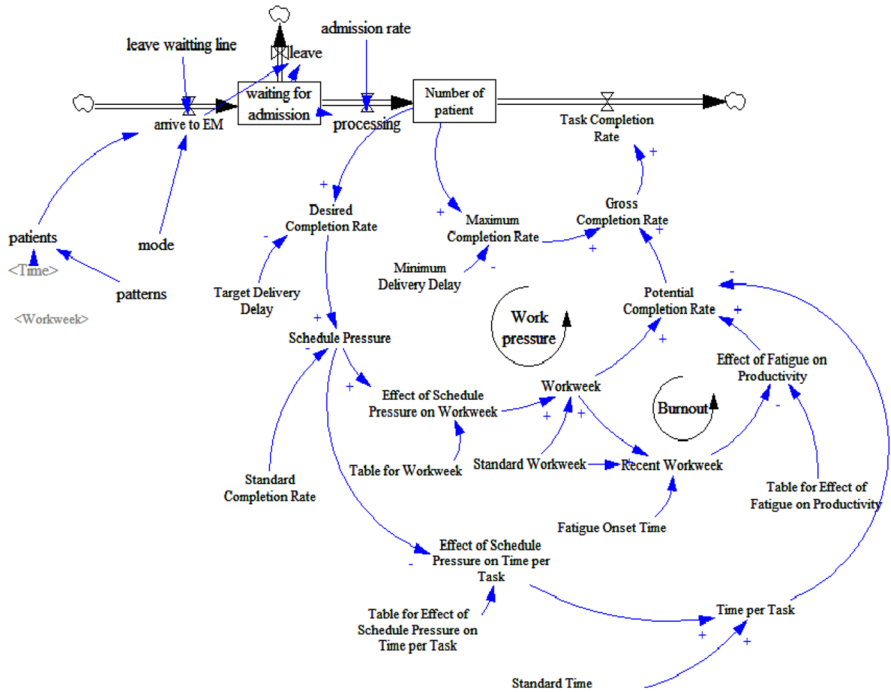 leave waitting line
admission rate
leave
waiting for
admission
Number of
patient
arrive to EM
processing
Task Completion
Rate
Desired
Completion Rate
Maximum
Completion Rate
Gross
Completion Rate
patients
mode
<Time>
Minimum
Delivery Delay
patterns
Target Delivery
Delay
Potential
Completion Rate
<Workweek>
Work
pressure
Schedule Pressure
Effect of Fatigue on
Productivity
Effect of Schedule
Pressure on Workweek
Workweek
Burnout
Table for Workweek
Standard Workweek
Recent Workweek
Standard
Completion Rate
Table for Effect of
Fatigue on Productivity
Fatigue Onset Time
Effect of Schedule
Pressure on Time per
Task
Time per Task
Table for Effect of
Schedule Pressure on
Time per Task
Standard Time